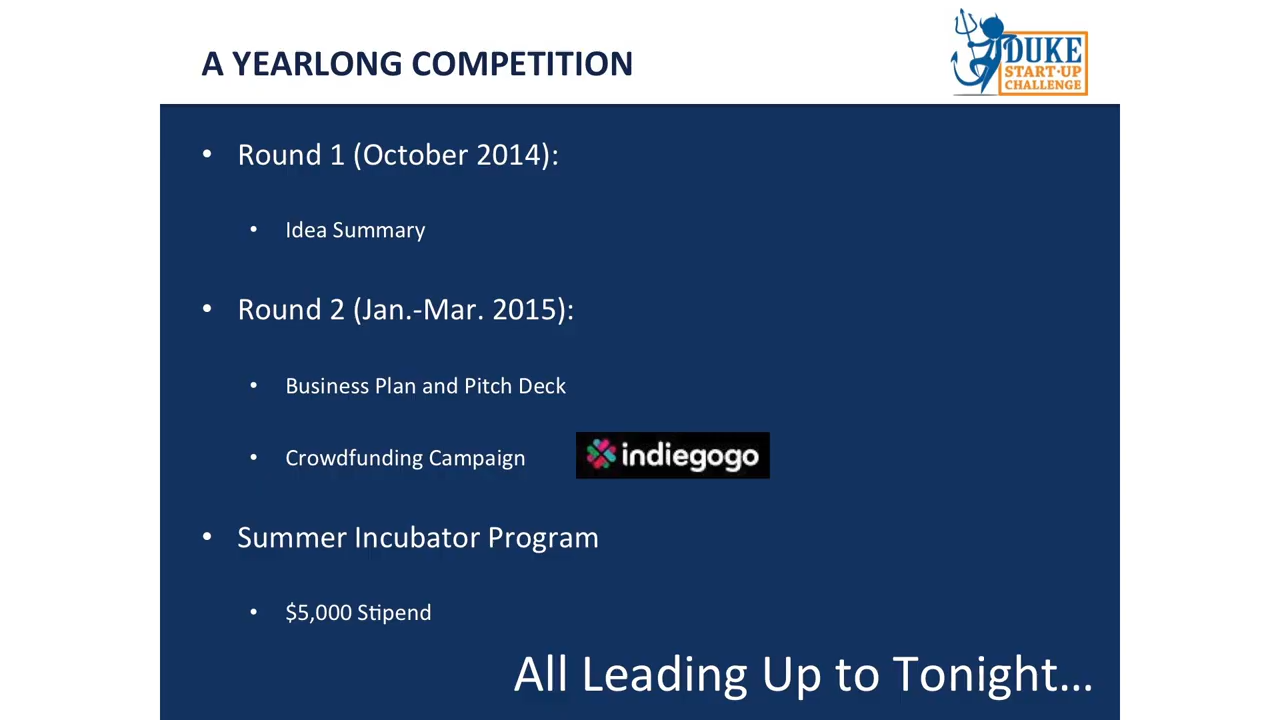 A YEARLONG COMPETITION
DUKE
START·UP
CHALLENGE
• Round 1 (October 2014):
• Idea Summary
• Round 2 (Jan.-Mar. 2015):
• Business Plan and Pitch Deck
• Crowdfunding Campaign
indiegogo
• Summer Incubator Program
• $5,000 Stipend
All Leading Up to Tonight...